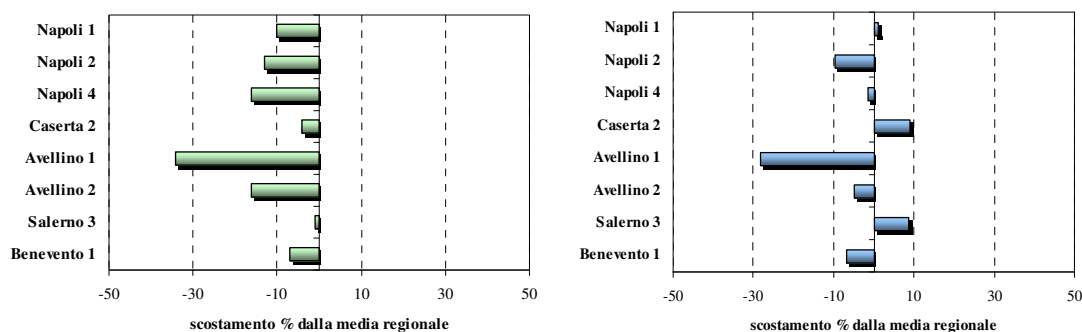 Napoli 1
Napoli 2
Napoli 4
Caserta 2
Avellino 1
Avellino 2
Salerno 3
Benevento 1
-50 -30 -10 10 30 50
scostamento % dalla media regionale
Napoli 1
Napoli 2
Napoli 4
Caserta 2
Avellino 1
Avellino 2
Salerno 3
Benevento 1
-50 -30 -10 10 30 50
scostamento % dalla media regionale